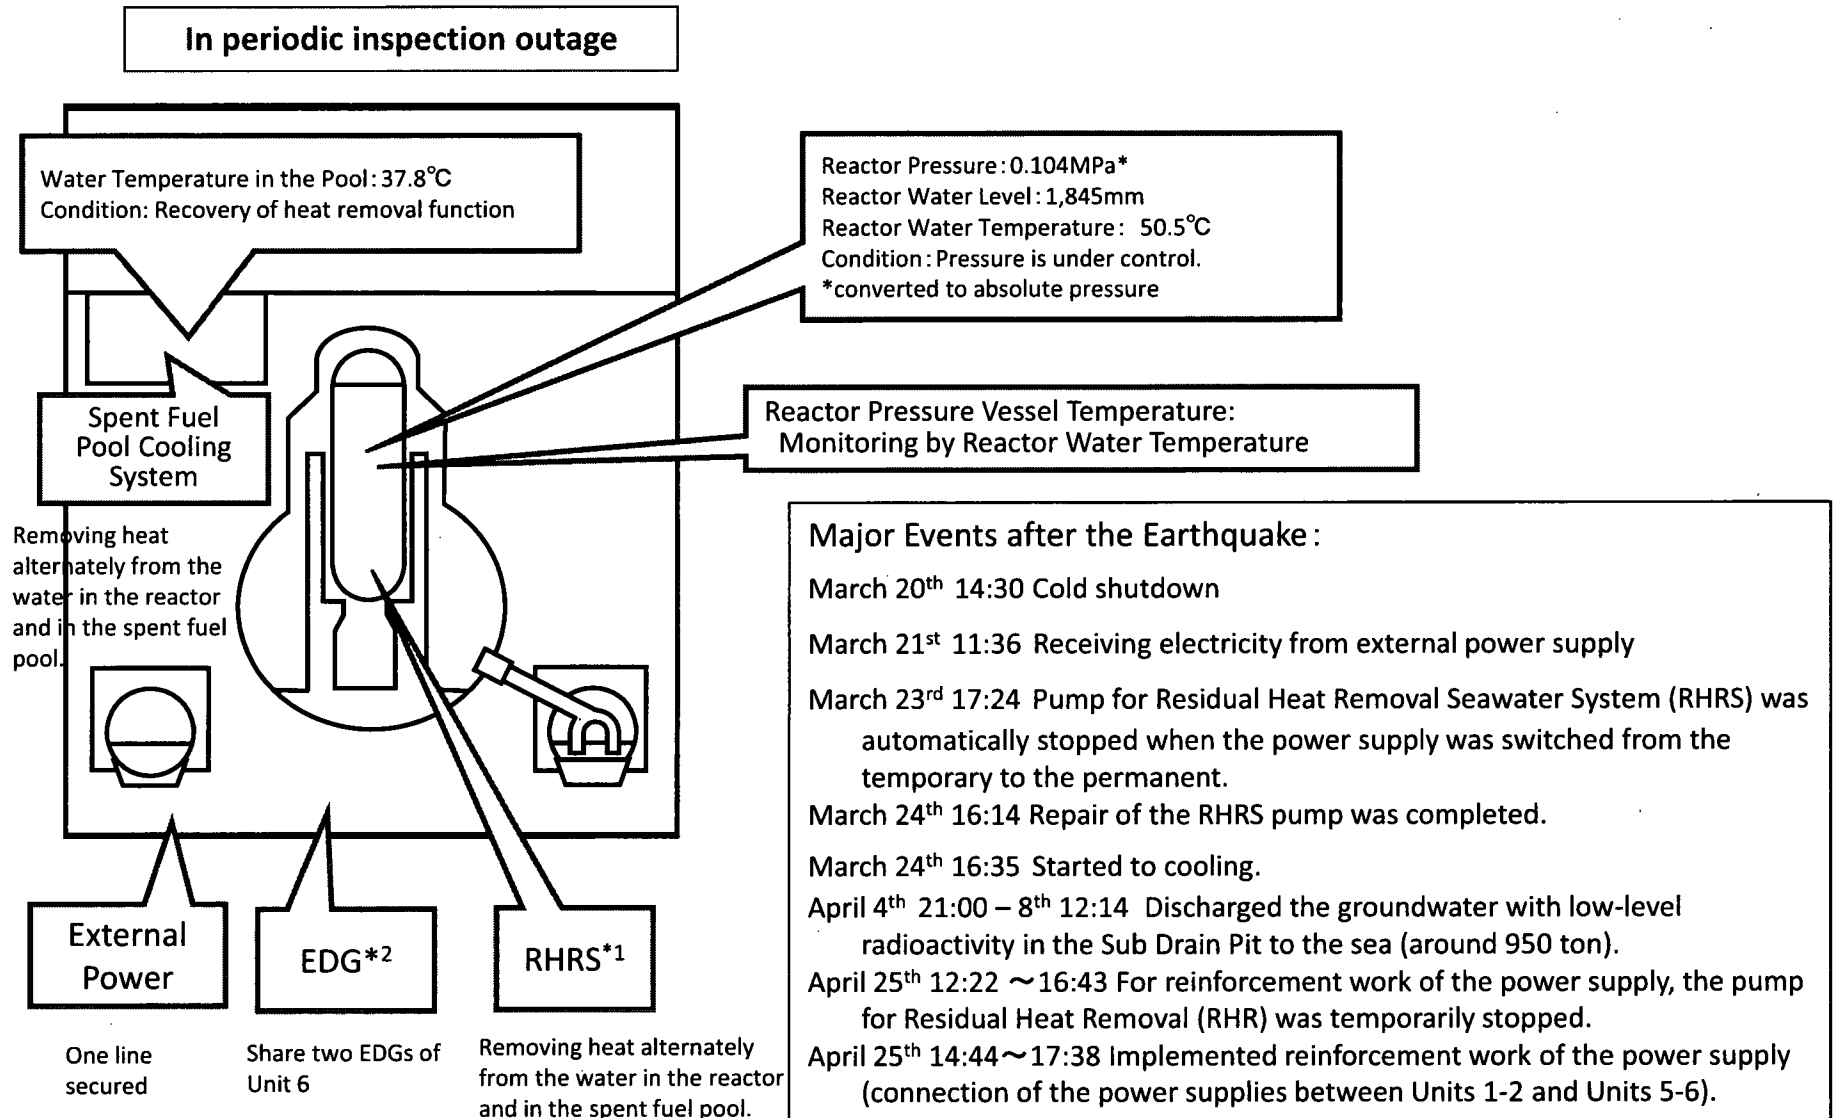 In periodic inspection outage
Water Temperature in the Pool:37.8℃
Condition: Recovery of heat removal function
Reactor Pressure:0.104MPa*
Reactor Water Level:1,845mm
Reactor Water Temperature: 50.5℃
Condition:Pressure is under control.
*converted to absolute pressure
Spent Fuel
Pool Cooling
System
Reactor Pressure Vessel Temperature:
Monitoring by Reactor Water Temperature
Removing heat
alternately from the
water in the reactor
and in the spent fuel
pool.
External
Power
One line
secured
EDG*2
Share two EDGs of
Unit 6
RHRS*1
Removing heat alternately
from the water in the reactor
and in the spent fuel pool.
Major Events after the Earthquake:
March 20th 14:30 Cold shutdown
March 21st 11:36 Receiving electricity from external power supply
March 23rd 17:24 Pump for Residual Heat Removal Seawater System (RHRS) was
automatically stopped when the power supply was switched from the
temporary to the permanent.
March 24th 16:14 Repair of the RHRS pump was completed.
March 24th 16:35 Started to cooling.
April 4th 21:00 – 8th 12:14 Discharged the groundwater with low-level
radioactivity in the Sub Drain Pit to the sea (around 950 ton).
April 25th 12:22 ～16:43 For reinforcement work of the power supply, the pump
for Residual Heat Removal (RHR) was temporarily stopped.
April 25th 14:44～17:38 Implemented reinforcement work of the power supply
(connection of the power supplies between Units 1-2 and Units 5-6).